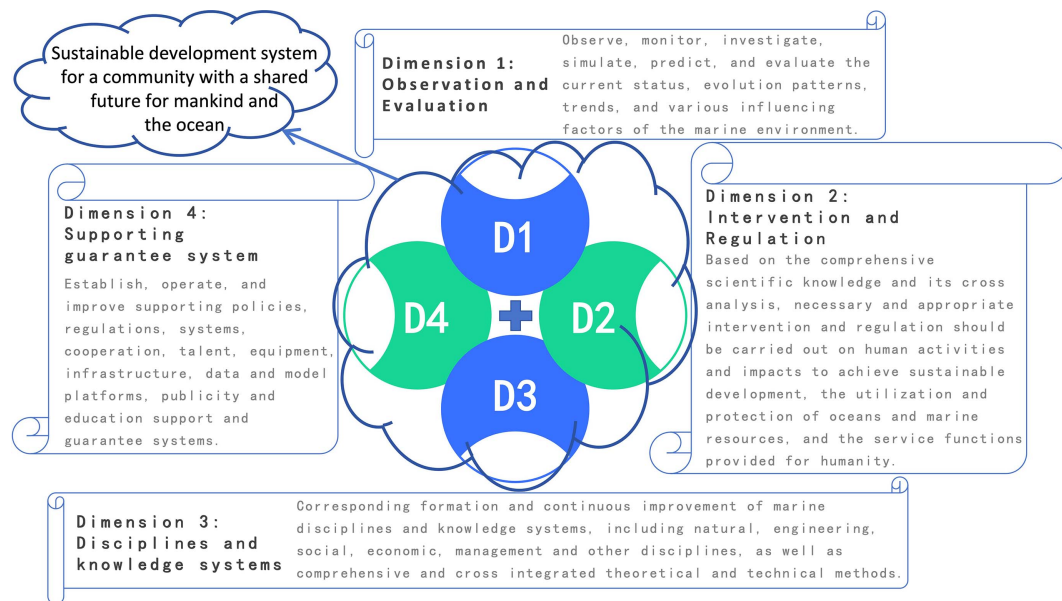 Sustainable development system
for a community with a shared
future for mankind and
the ocean
Dimension 1:
Observation and
Evaluation
Observe, monitor, investigate,
simulate, predict, and evaluate the
current status, evolution patterns,
trends, and various influencing
factors of the marine environment.
Dimension 4:
Supporting
guarantee system
Establish, operate, and
improve supporting policies,
regulations, systems,
cooperation, talent, equipment,
infrastructure, data and model
platforms, publicity and
education support and
guarantee systems.
D1
D4
D2
D3
Dimension 2:
Intervention and
Regulation
Based on the comprehensive
scientific knowledge and its cross
analysis, necessary and appropriate
intervention and regulation should
be carried out on human activities
and impacts to achieve sustainable
development, the utilization and
protection of oceans and marine
resources, and the service functions
provided for humanity.
Dimension 3:
Disciplines and
knowledge systems
Corresponding formation and continuous improvement of marine
disciplines and knowledge systems, including natural, engineering,
social, economic, management and other disciplines, as well as
comprehensive and cross integrated theoretical and technical methods.